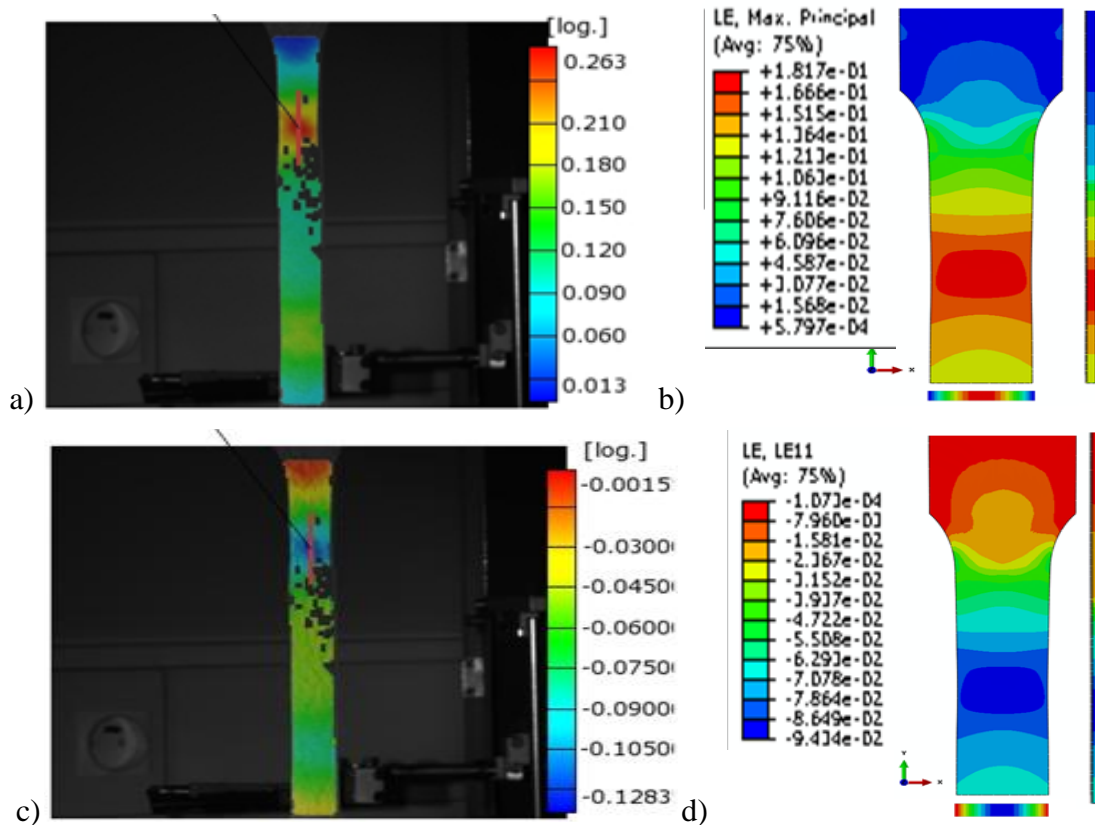 [log.]
0.263
0.210
0.180
0.150
0.120
0.090
0.060
0.013
a)
LE, Max. Principal
(Avg: 75%)
+1.817e-01
+1.666e-01
+1.515e-01
+1.364e-01
+1.213e-01
+1.063e-01
+9.116e-02
+7.606e-02
+6.096e-02
+4.587e-02
+3.077e-02
+1.568e-02
+5.797e-04
x
b)
[log.]
-0.0015
-0.0300
-0.0450
-0.0600
-0.0750
-0.0900
-0.1050
-0.1283
c)
LE, LE11
(Avg: 75%)
-1.073e-04
-7.960e-03
-1.581e-02
-2.367e-02
-3.152e-02
-3.937e-02
-4.722e-02
-5.508e-02
-6.293e-02
-7.078e-02
-7.864e-02
-8.649e-02
-9.434e-02
Y
x
d)